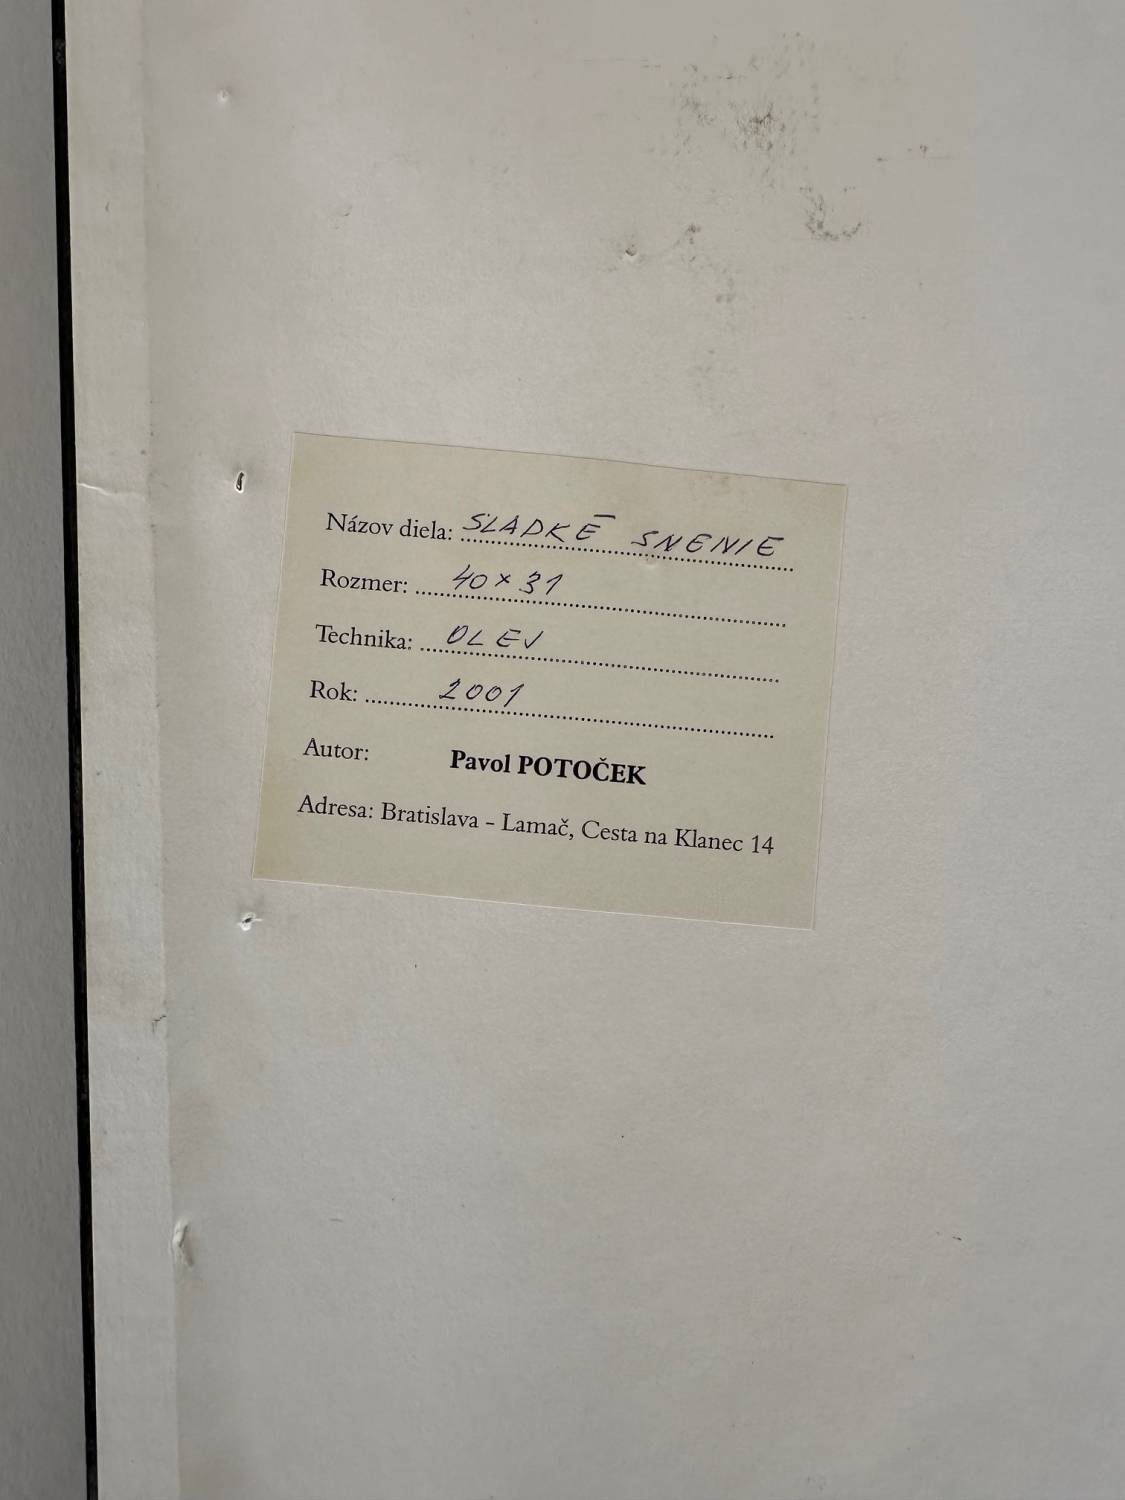 Názov diela: SLADKÉ SNENIE
Rozmer: 40 × 31
Technika: OLEJ
Rok: 2001
Autor: Pavol POTOČEK
Adresa: Bratislava - Lamač, Cesta na Klanec 14